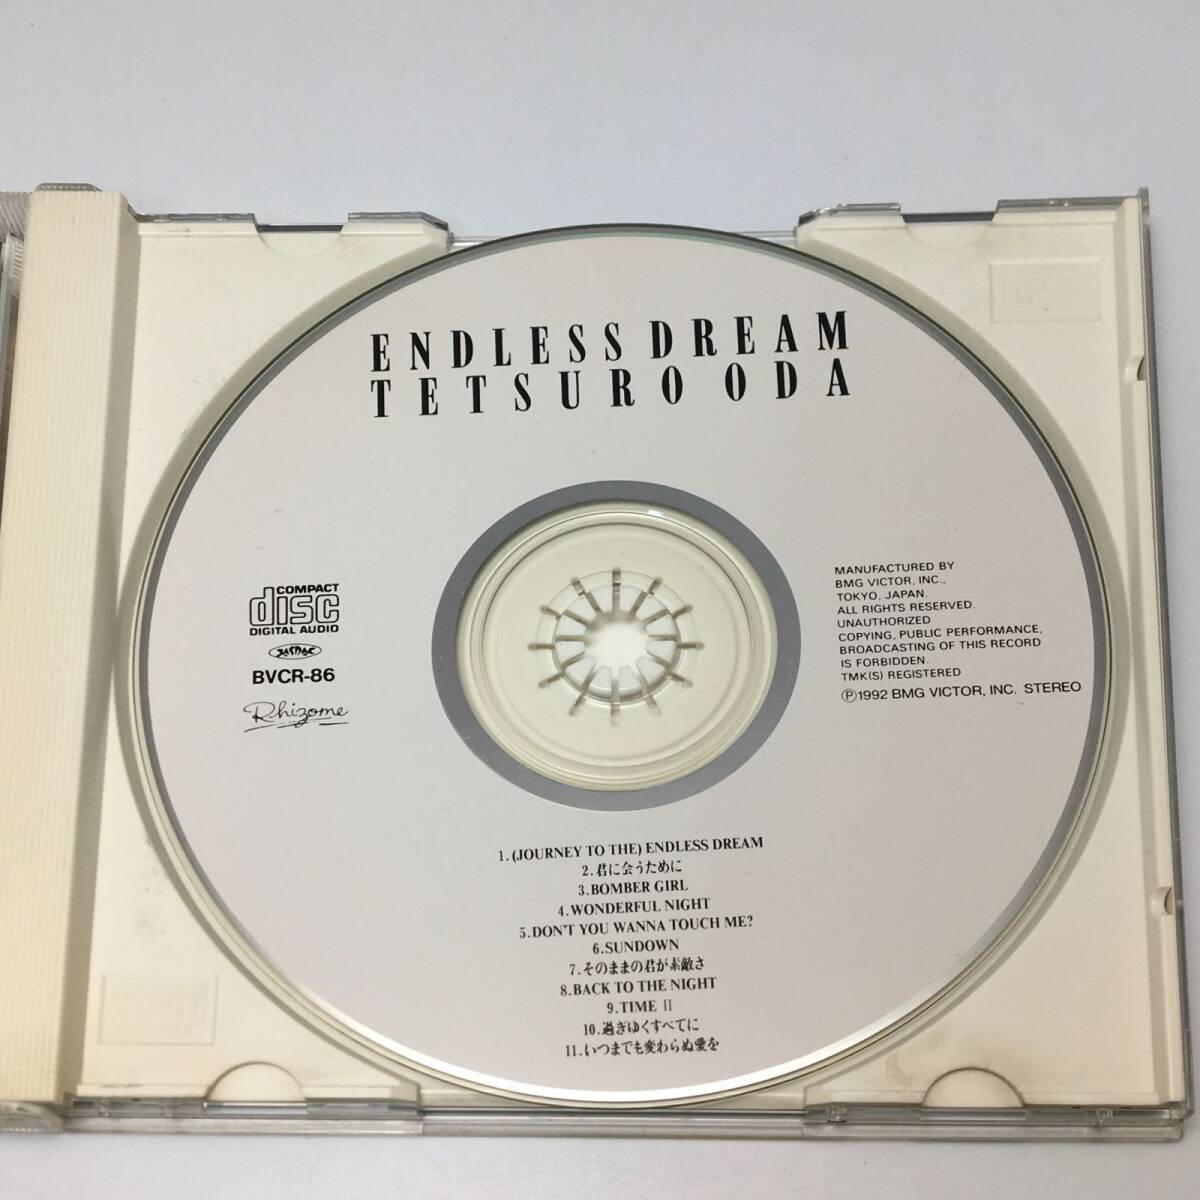 ENDLESS DREAM
TETSURO ODA
COMPACT
disc
DIGITAL AUDIO
JASRAC
BVCR-86
Rhizome
MANUFACTURED BY
BMG VICTOR, INC.,
TOKYO, JAPAN.
ALL RIGHTS RESERVED.
UNAUTHORIZED
COPYING, PUBLIC PERFORMANCE,
BROADCASTING OF THIS RECORD
IS FORBIDDEN.
TMK(S) REGISTERED
Ⓟ1992 BMG VICTOR, INC. STEREO
1. (JOURNEY TO THE) ENDLESS DREAM
2. 君に会うために
3. BOMBER GIRL
4. WONDERFUL NIGHT
5. DON'T YOU WANNA TOUCH ME?
6. SUNDOWN
7. そのままの君が素敵さ
8. BACK TO THE NIGHT
9. TIME II
10. 過ぎゆくすべてに
11. いつまでも変わらぬ愛を